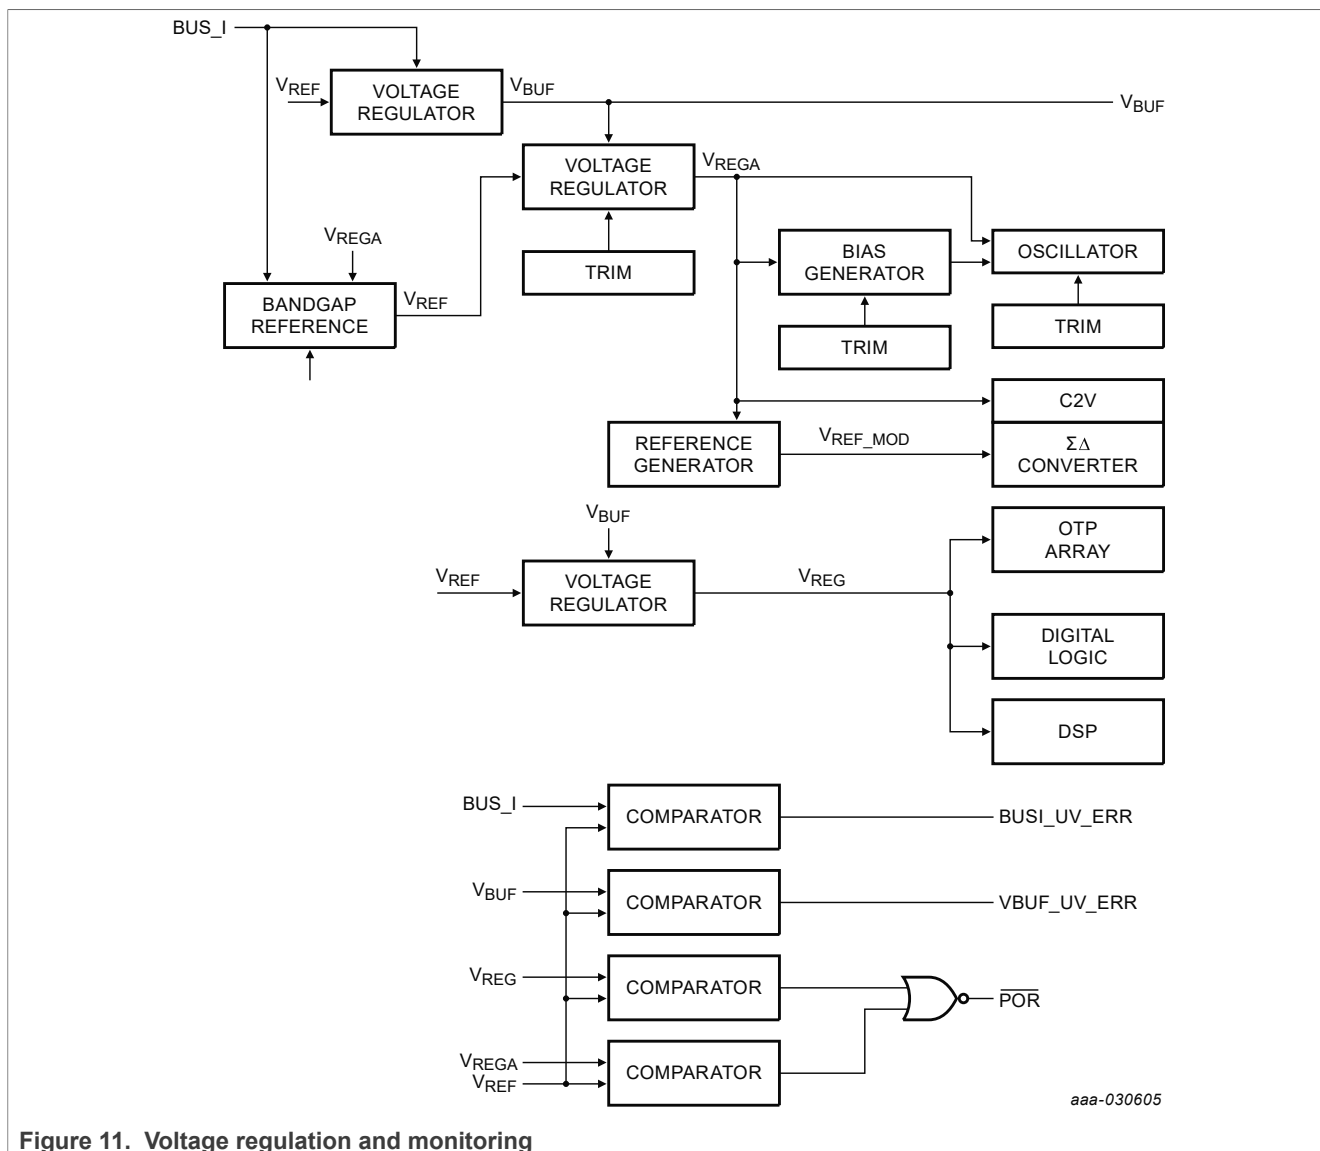 BUS_I
VREF
VOLTAGE
REGULATOR
VBUF
VBUF
VOLTAGE
REGULATOR
VREGA
TRIM
BIAS
GENERATOR
OSCILLATOR
TRIM
TRIM
VREGA
BANDGAP
REFERENCE
VREF
C2V
REFERENCE
GENERATOR
VREF_MOD
ΣΔ
CONVERTER
VBUF
VREF
VOLTAGE
REGULATOR
VREG
OTP
ARRAY
DIGITAL
LOGIC
DSP
BUS_I
COMPARATOR
BUSI_UV_ERR
VBUF
COMPARATOR
VBUF_UV_ERR
VREG
COMPARATOR
POR
VREGA
VREF
COMPARATOR
aaa-030605
Figure 11. Voltage regulation and monitoring